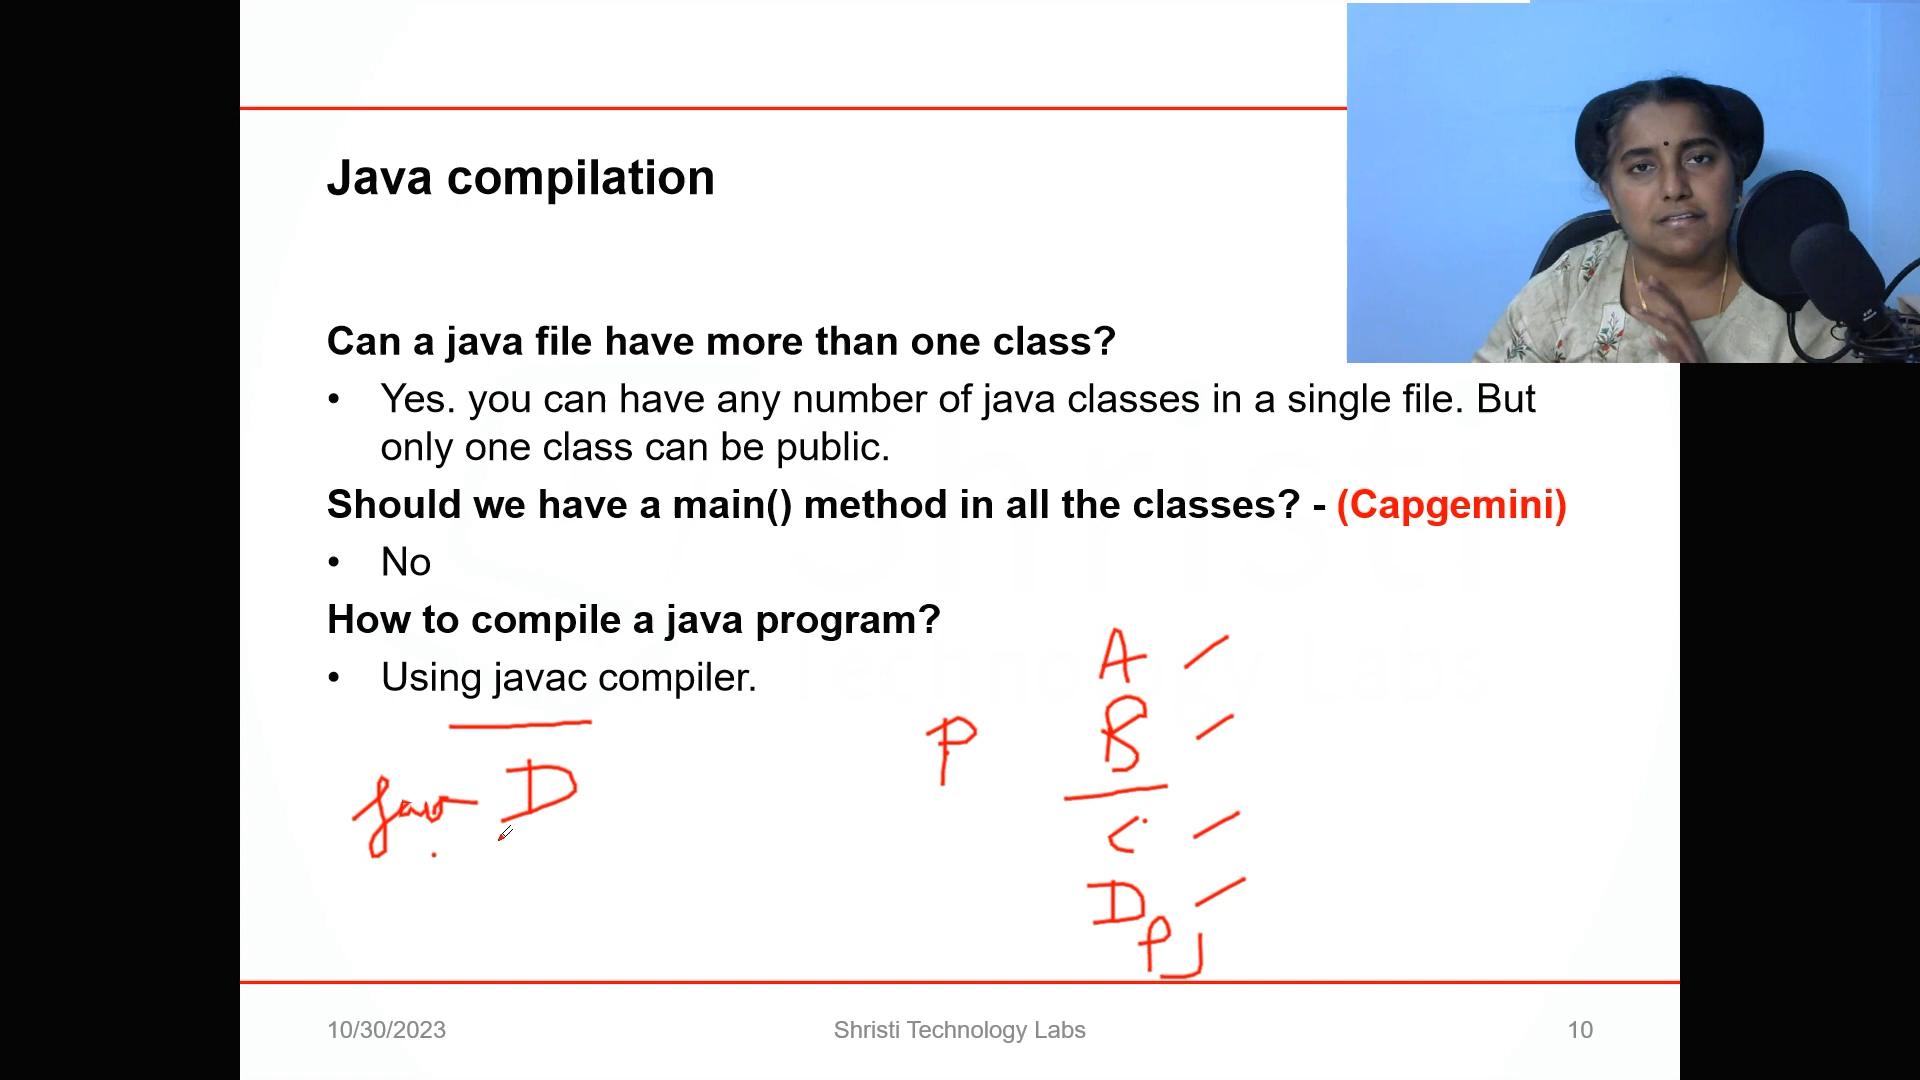 Java compilation
Can a java file have more than one class?
• Yes. you can have any number of java classes in a single file. But
only one class can be public.
Should we have a main() method in all the classes? - (Capgemini)
• No
How to compile a java program?
• Using javac compiler.
A
B
P
java D
C
D
PJ
10/30/2023 Shristi Technology Labs 10